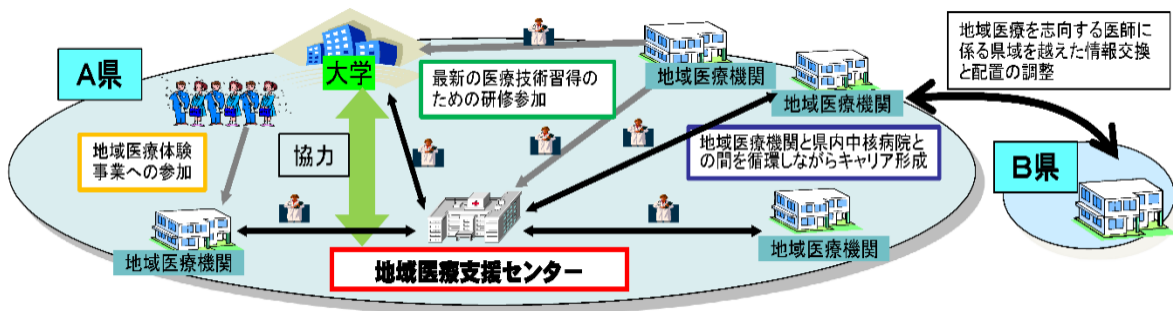 A県
大学
最新の医療技術習得の
ための研修参加
地域医療機関
地域医療機関
地域医療を志向する医師に
係る県域を越えた情報交換
と配置の調整
地域医療体験
事業への参加
協力
地域医療機関と県内中核病院と
の間を循環しながらキャリア形成
B県
地域医療機関
地域医療機関
地域医療支援センター